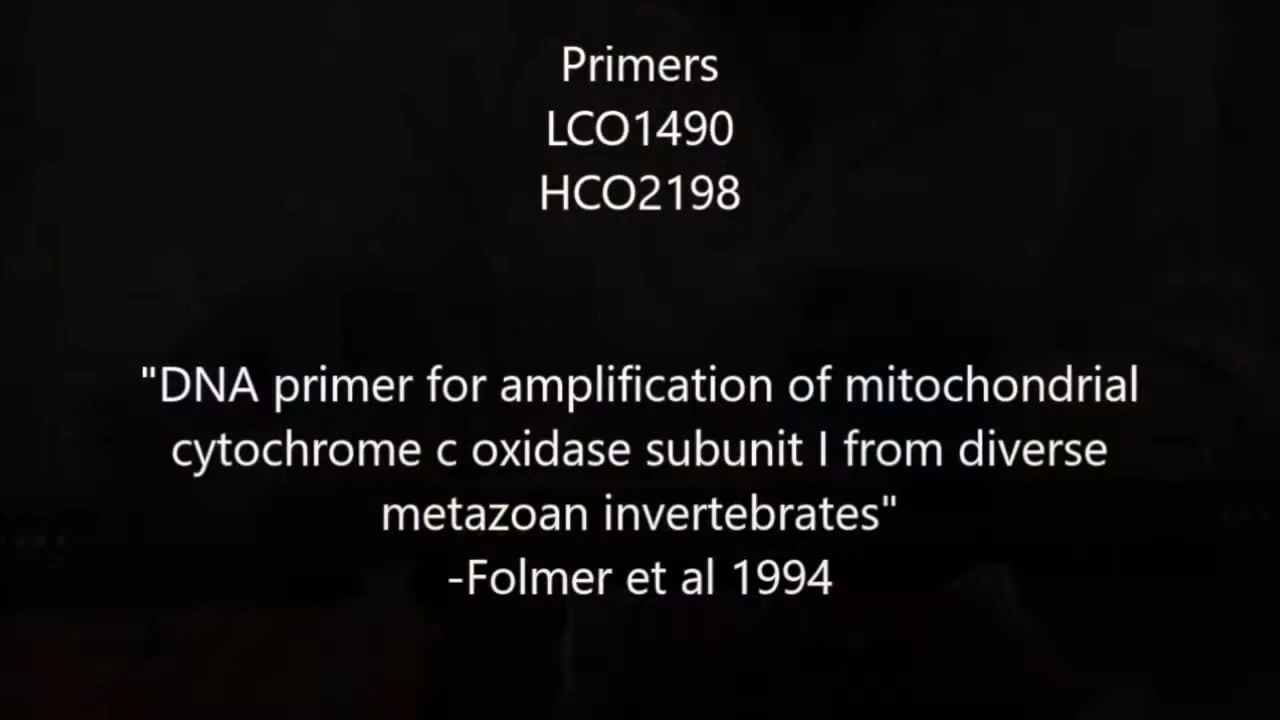 Primers
LCO1490
HCO2198
"DNA primer for amplification of mitochondrial
cytochrome c oxidase subunit I from diverse
metazoan invertebrates"
-Folmer et al 1994